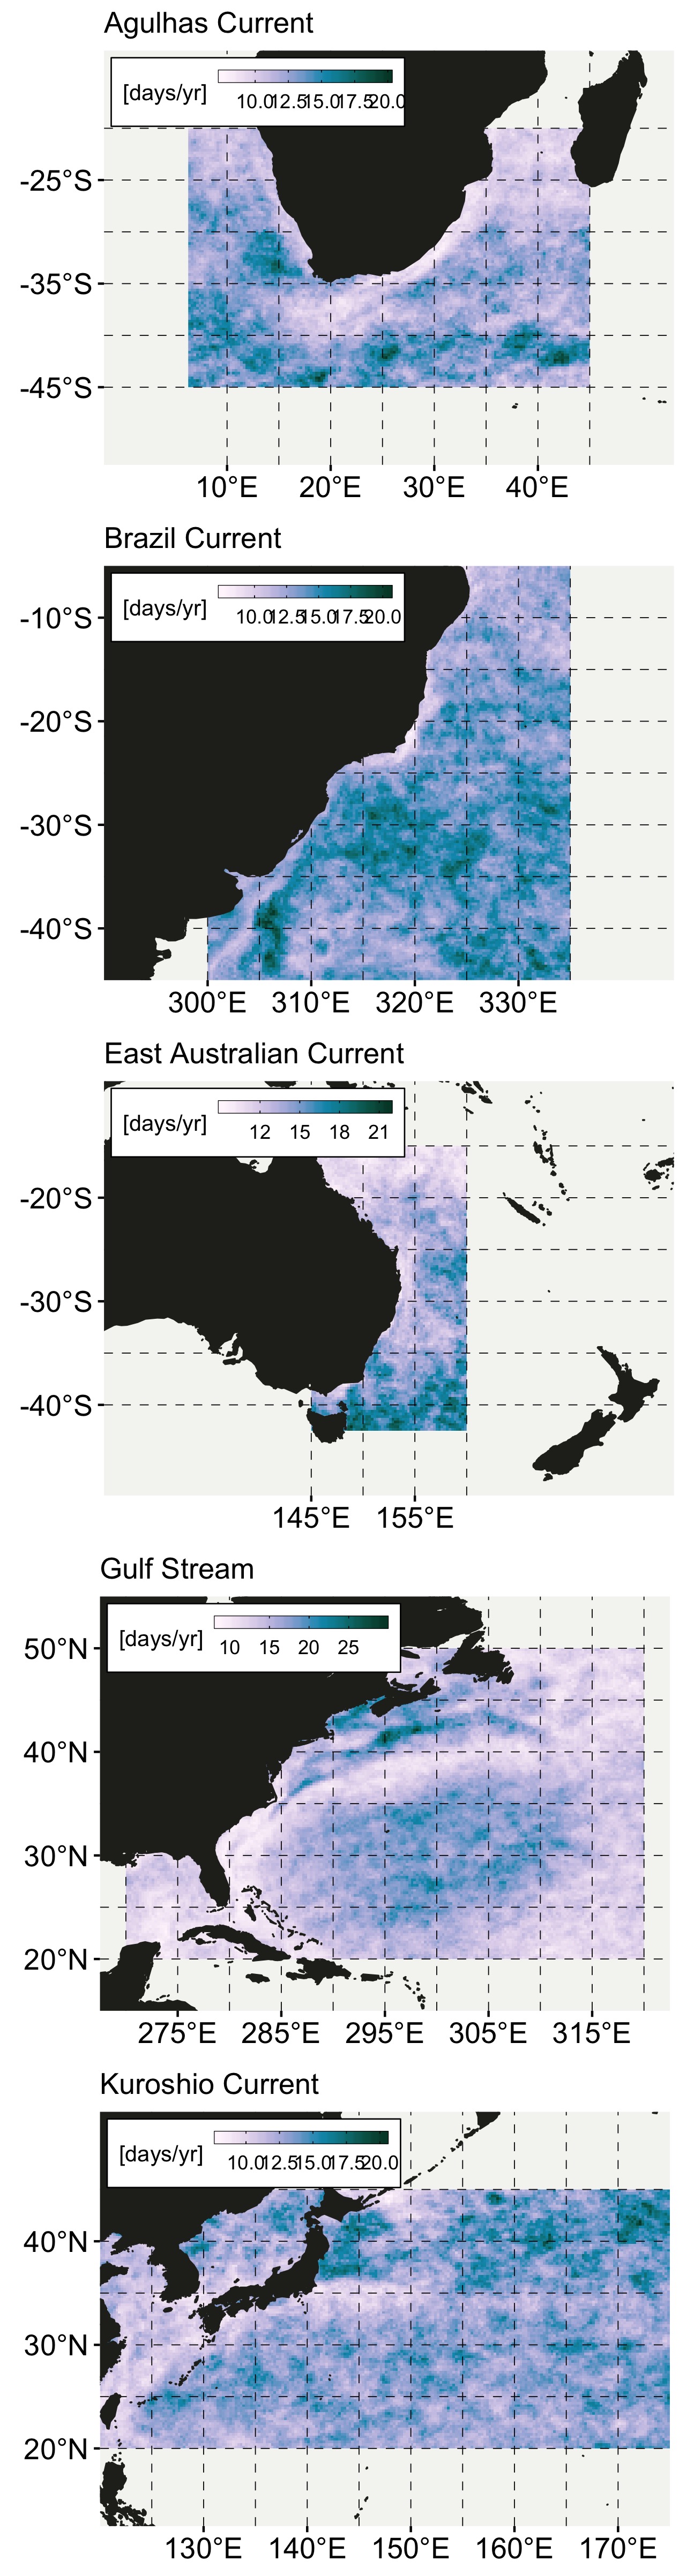 Agulhas Current
[days/yr]
10.0 12.5 15.0 17.5 20.0
-25°S
-35°S
-45°S
10°E 20°E 30°E 40°E
Brazil Current
[days/yr]
10.0 12.5 15.0 17.5 20.0
-10°S
-20°S
-30°S
-40°S
300°E 310°E 320°E 330°E
East Australian Current
[days/yr]
12 15 18 21
-20°S
-30°S
-40°S
145°E 155°E
Gulf Stream
[days/yr]
10 15 20 25
50°N
40°N
30°N
20°N
275°E 285°E 295°E 305°E 315°E
Kuroshio Current
[days/yr]
10.0 12.5 15.0 17.5 20.0
40°N
30°N
20°N
130°E 140°E 150°E 160°E 170°E